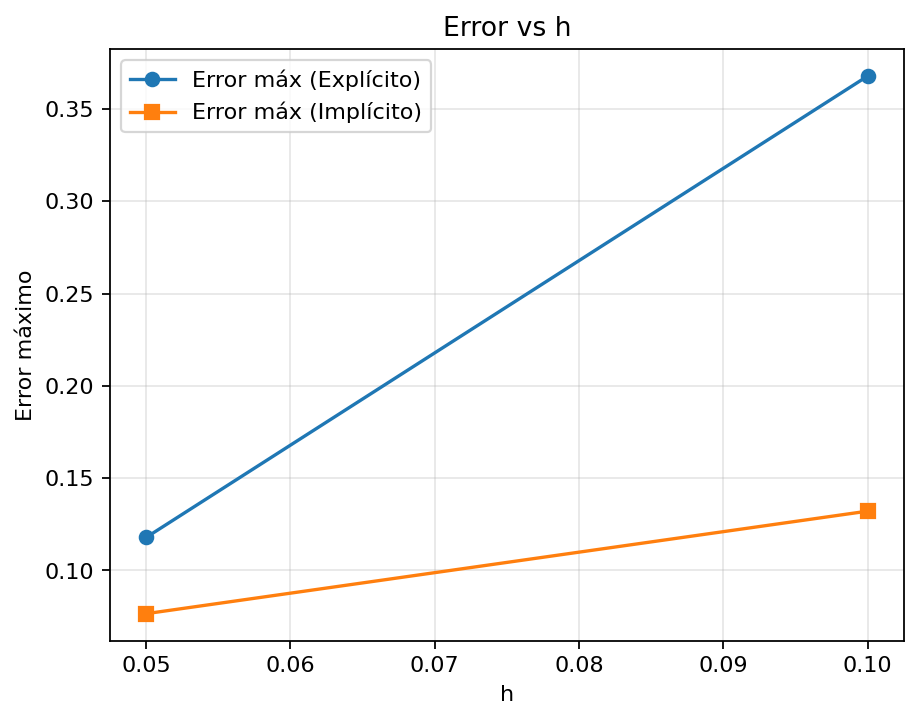 Error vs h
Error máx (Explícito)
Error máx (Implícito)
Error máximo
0.35
0.30
0.25
0.20
0.15
0.10
0.05 0.06 0.07 0.08 0.09 0.10
h